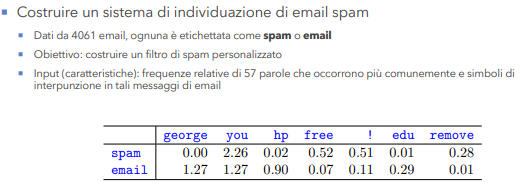 Costruire un sistema di individuazione di email spam
Dati da 4061 email, ognuna è etichettata come spam o email
Obiettivo: costruire un filtro di spam personalizzato
Input (caratteristiche): frequenze relative di 57 parole che occorrono più comunemente e simboli di
interpunzione in tali messaggi di email
george you hp free ! edu remove
spam 0.00 2.26 0.02 0.52 0.51 0.01 0.28
email 1.27 1.27 0.90 0.07 0.11 0.29 0.01